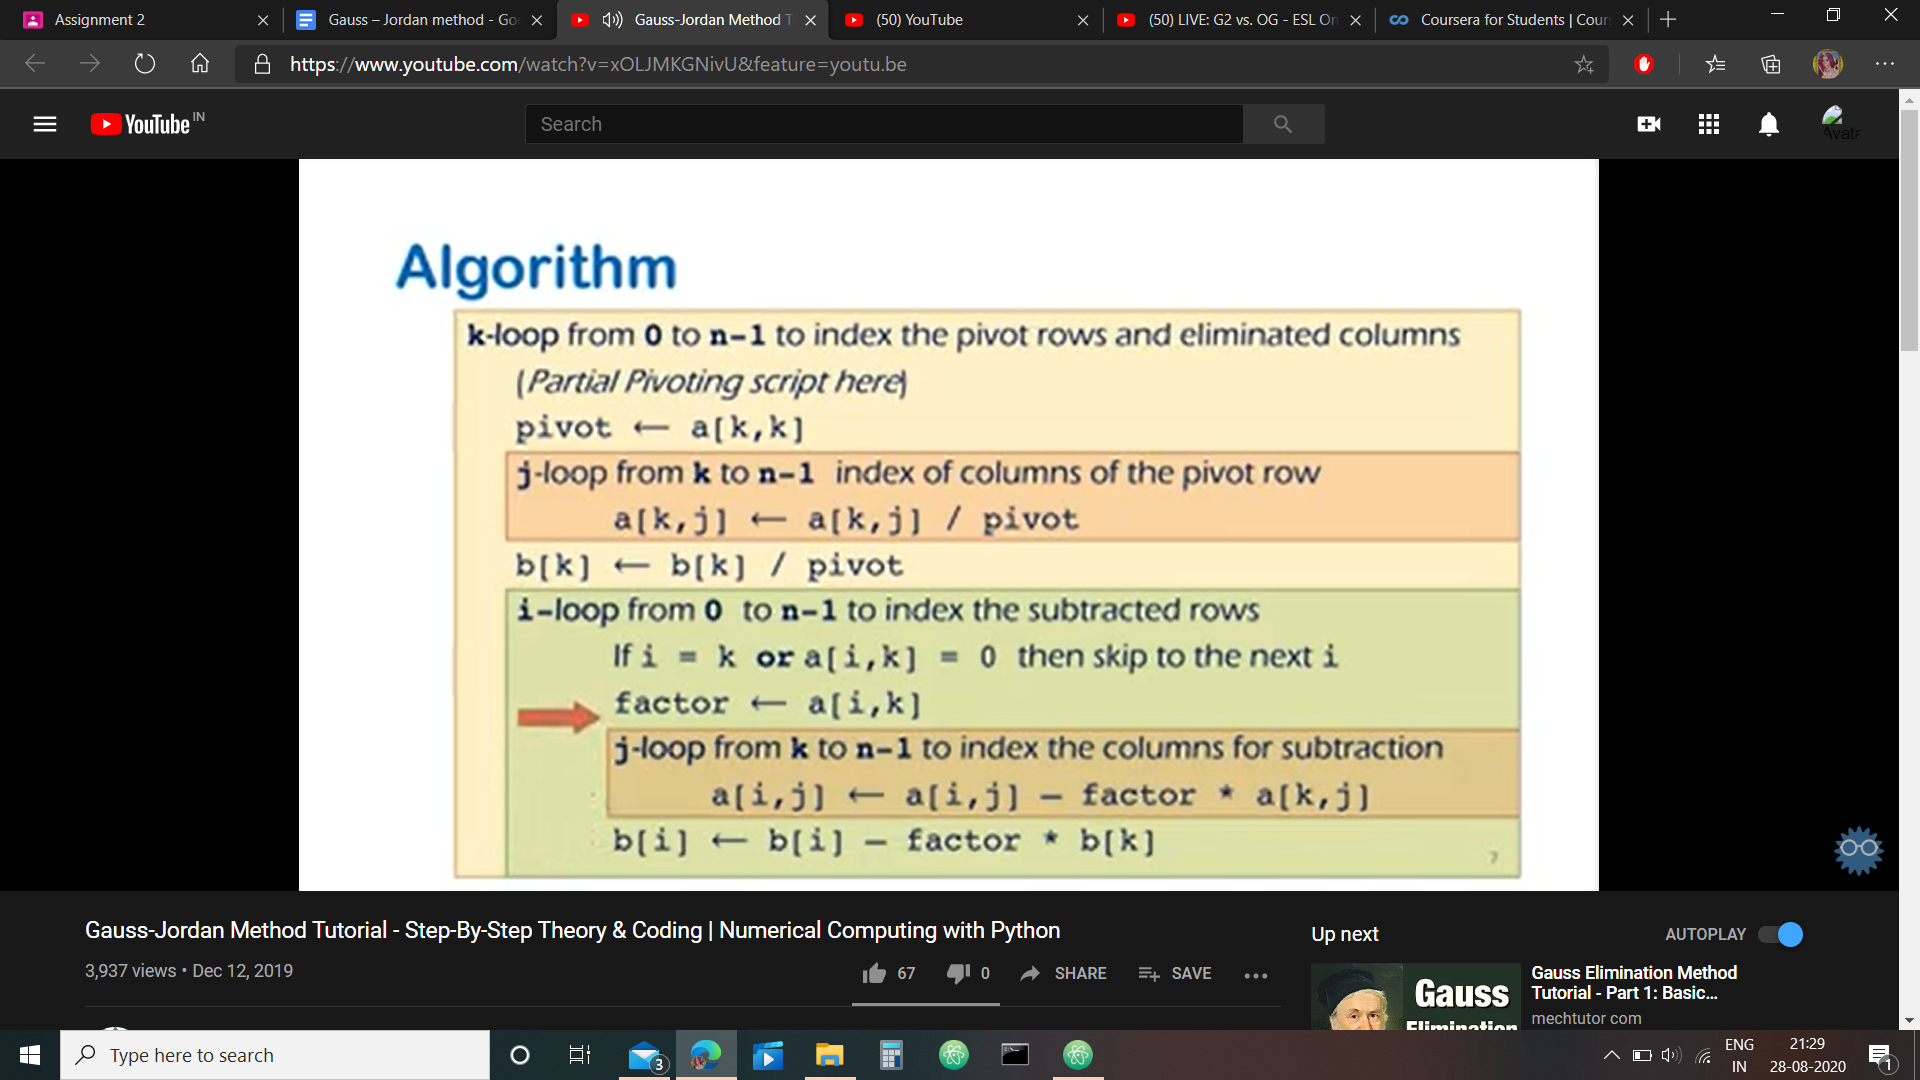 Assignment 2
Gauss – Jordan method - Go
Gauss-Jordan Method T
(50) YouTube
(50) LIVE: G2 vs. OG - ESL On
Coursera for Students | Cour
https://www.youtube.com/watch?v=xOLJMKGNivU&feature=youtu.be
YouTube IN
Search
Avata
Algorithm
k-loop from 0 to n-1 to index the pivot rows and eliminated columns
(Partial Pivoting script here)
pivot ← a[k,k]
j-loop from k to n-1 index of columns of the pivot row
a[k,j] ← a[k,j] / pivot
b[k] ← b[k] / pivot
i-loop from 0 to n-1 to index the subtracted rows
If i = k or a[i,k] = 0 then skip to the next i
factor ← a[i,k]
j-loop from k to n-1 to index the columns for subtraction
a[i,j] ← a[i,j] – factor * a[k,j]
b[i] ← b[i] – factor * b[k]
7
Gauss-Jordan Method Tutorial - Step-By-Step Theory & Coding | Numerical Computing with Python
3,937 views • Dec 12, 2019
67
0
SHARE
SAVE
Up next
AUTOPLAY
Gauss
Elimination
Gauss Elimination Method
Tutorial - Part 1: Basic...
mechtutor com
Type here to search
3
ENG
IN
21:29
28-08-2020
1